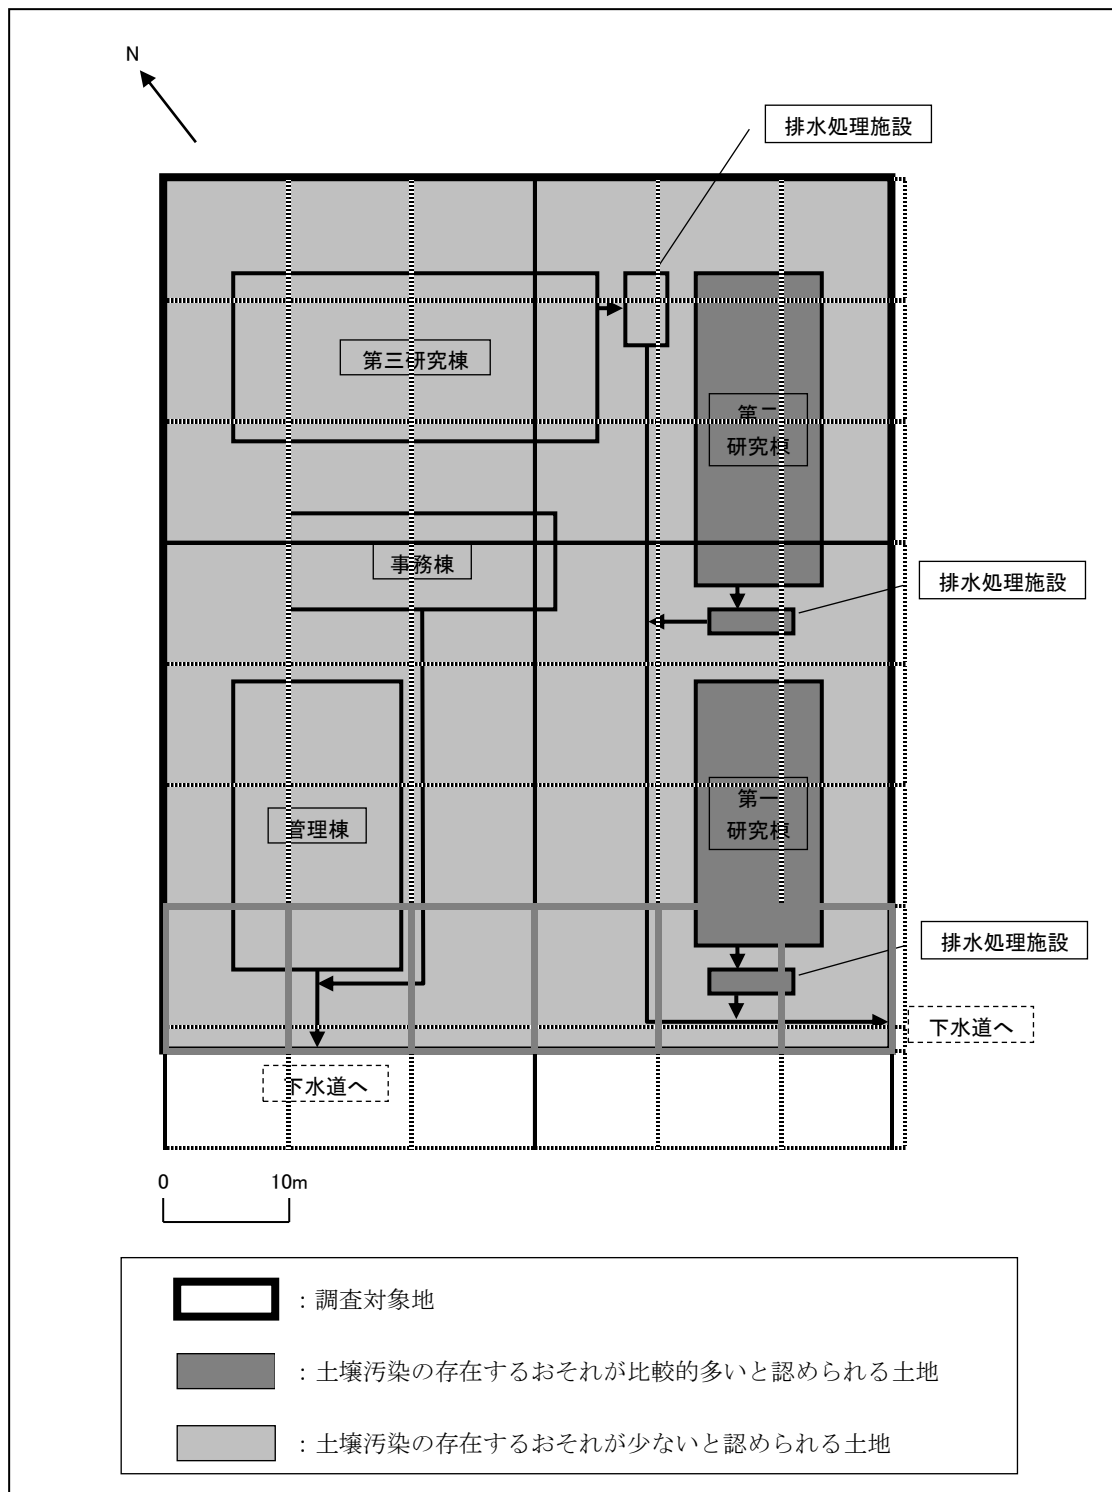 N
排水処理施設
第三研究棟
第二
研究棟
事務棟
排水処理施設
第一
研究棟
管理棟
排水処理施設
下水道へ
下水道へ
0 10m
：調査対象地
：土壌汚染の存在するおそれが比較的多いと認められる土地
：土壌汚染の存在するおそれが少ないと認められる土地